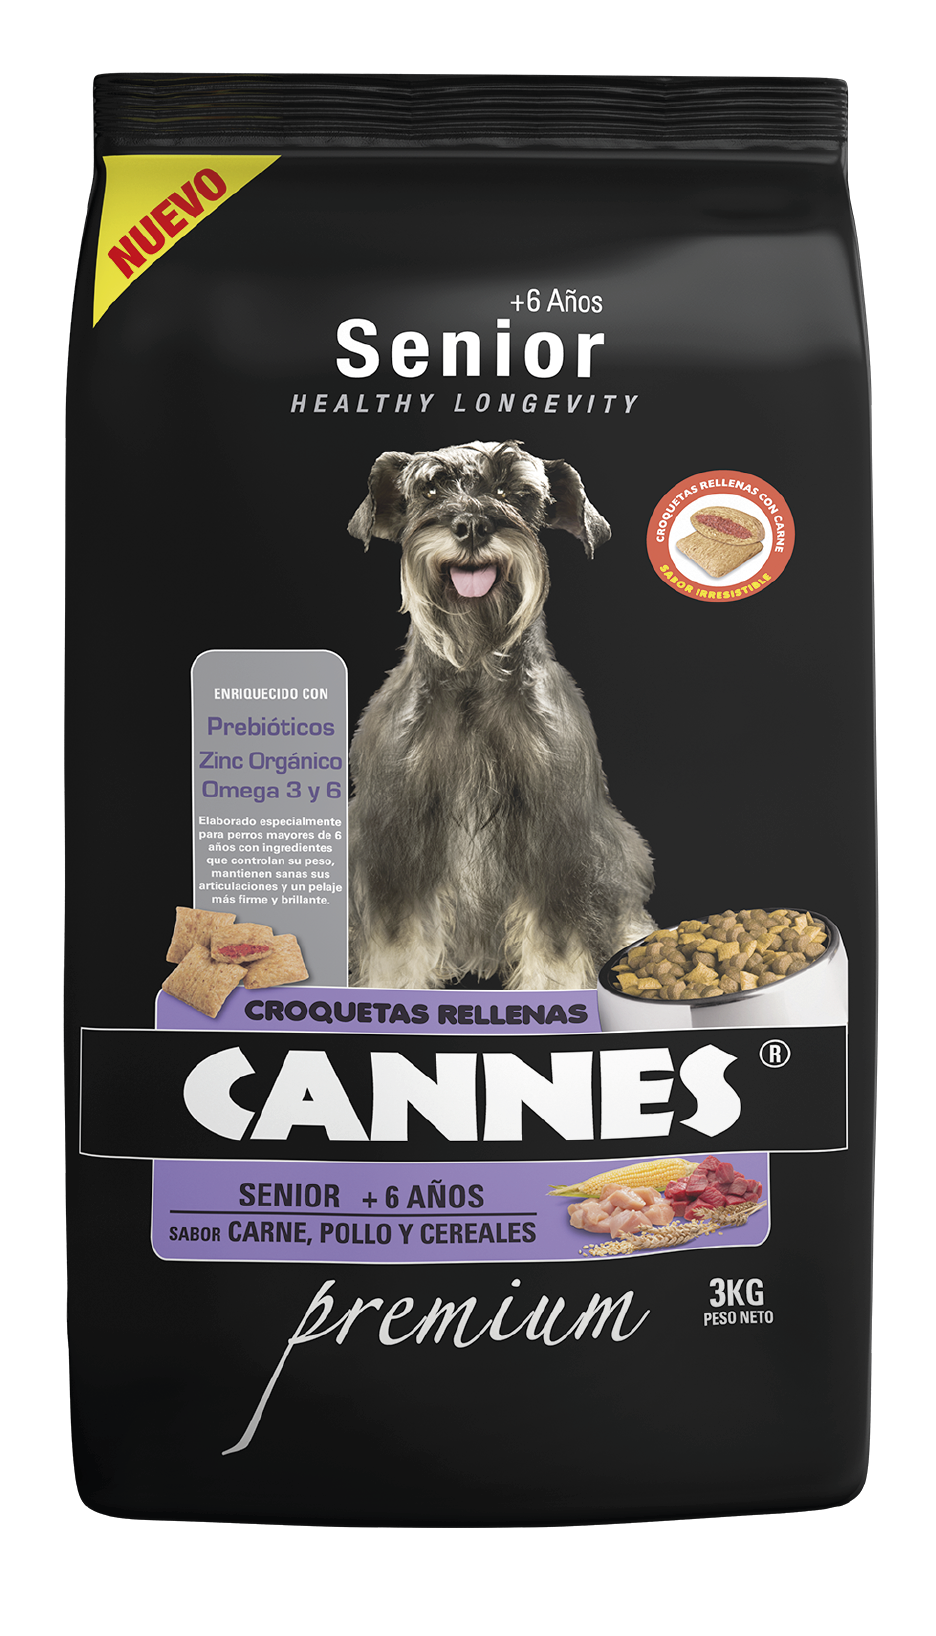 NUEVO
+6 Años
Senior
HEALTHY LONGEVITY
CROQUETAS RELLENAS CON CARNE
SABOR IRRESISTIBLE
ENRIQUECIDO CON
Prebióticos
Zinc Orgánico
Omega 3 y 6
Elaborado especialmente
para perros mayores de 6
años con ingredientes
que controlan su peso,
mantienen sanas sus
articulaciones y un pelaje
más firme y brillante.
CROQUETAS RELLENAS
CANNES ®
SENIOR + 6 AÑOS
SABOR CARNE, POLLO Y CEREALES
premium
3KG
PESO NETO